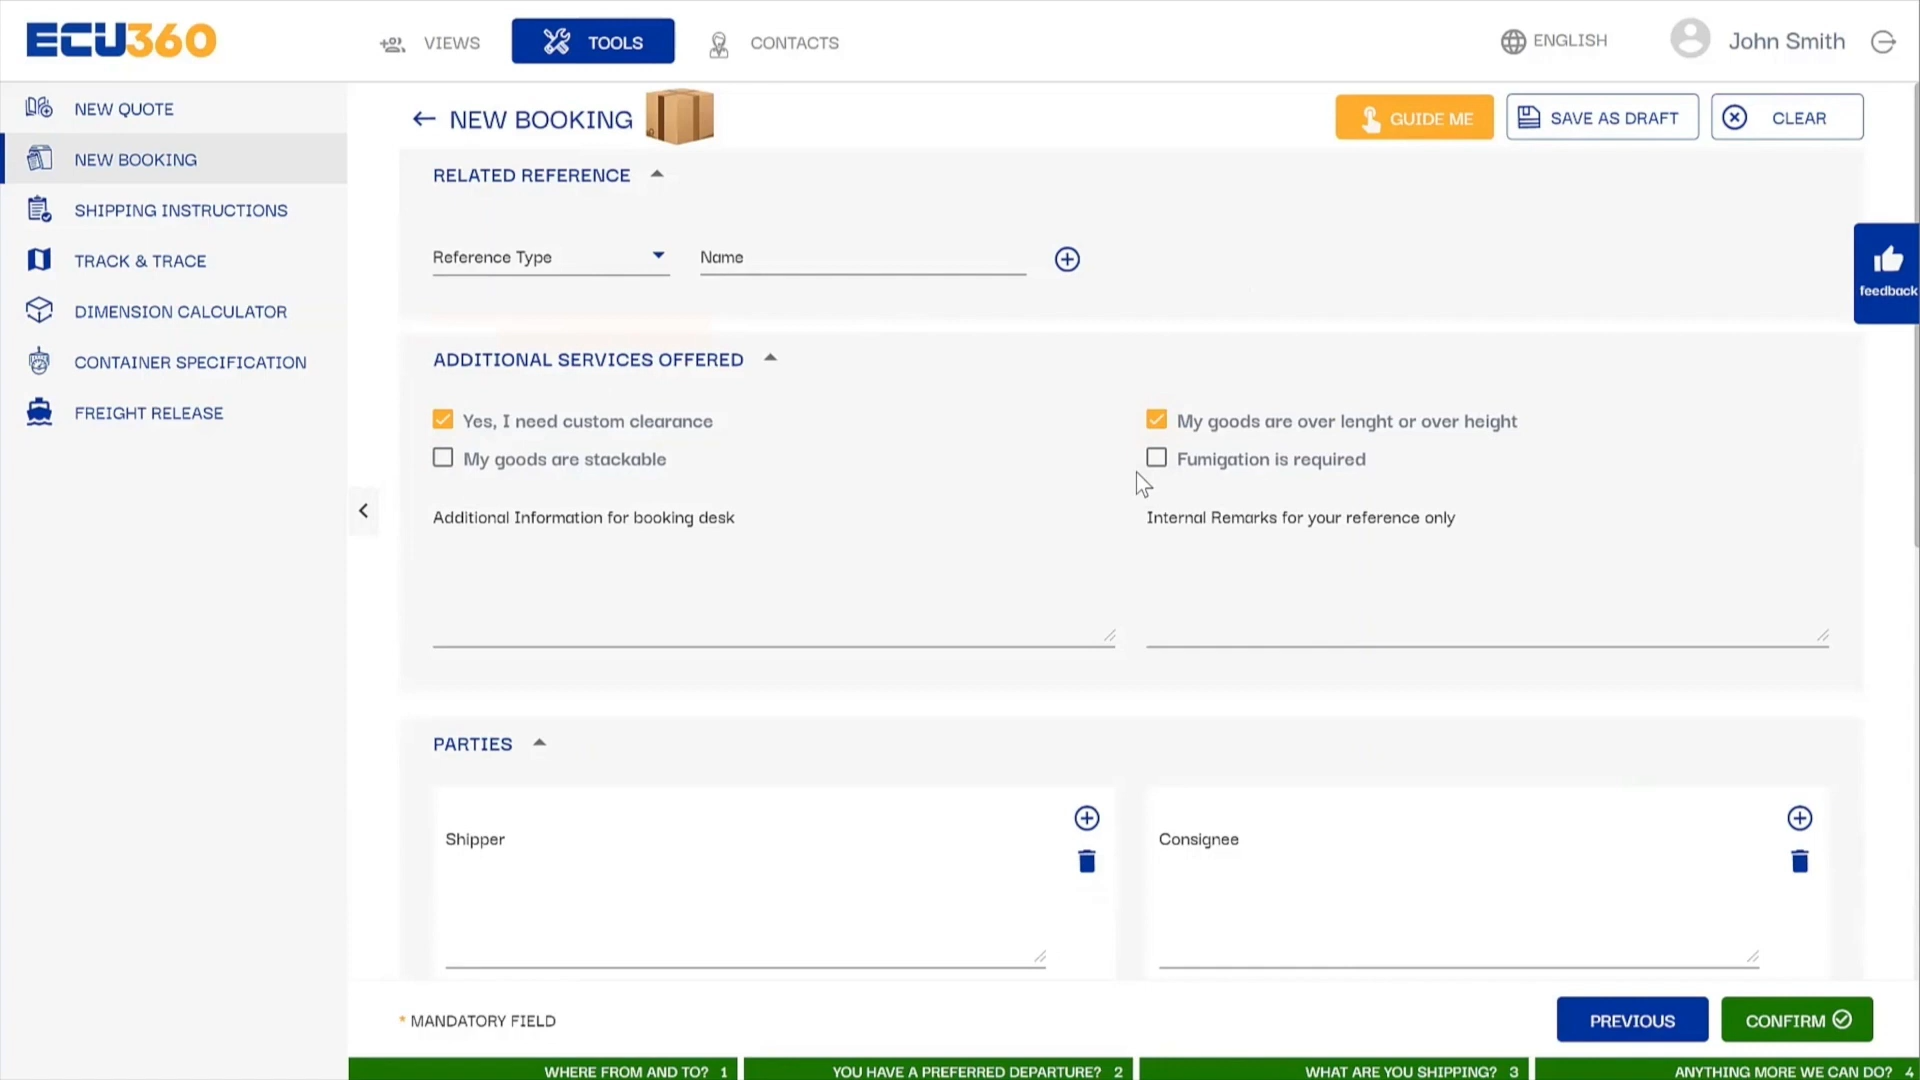 ECU360
VIEWS
TOOLS
CONTACTS
ENGLISH
John Smith
NEW QUOTE
NEW BOOKING
SHIPPING INSTRUCTIONS
TRACK & TRACE
DIMENSION CALCULATOR
CONTAINER SPECIFICATION
FREIGHT RELEASE
NEW BOOKING
GUIDE ME
SAVE AS DRAFT
CLEAR
RELATED REFERENCE
Reference Type
Name
feedback
ADDITIONAL SERVICES OFFERED
Yes, I need custom clearance
My goods are over lenght or over height
My goods are stackable
Fumigation is required
Additional Information for booking desk
Internal Remarks for your reference only
PARTIES
Shipper
Consignee
* MANDATORY FIELD
PREVIOUS
CONFIRM
WHERE FROM AND TO? 1
YOU HAVE A PREFERRED DEPARTURE? 2
WHAT ARE YOU SHIPPING? 3
ANYTHING MORE WE CAN DO? 4